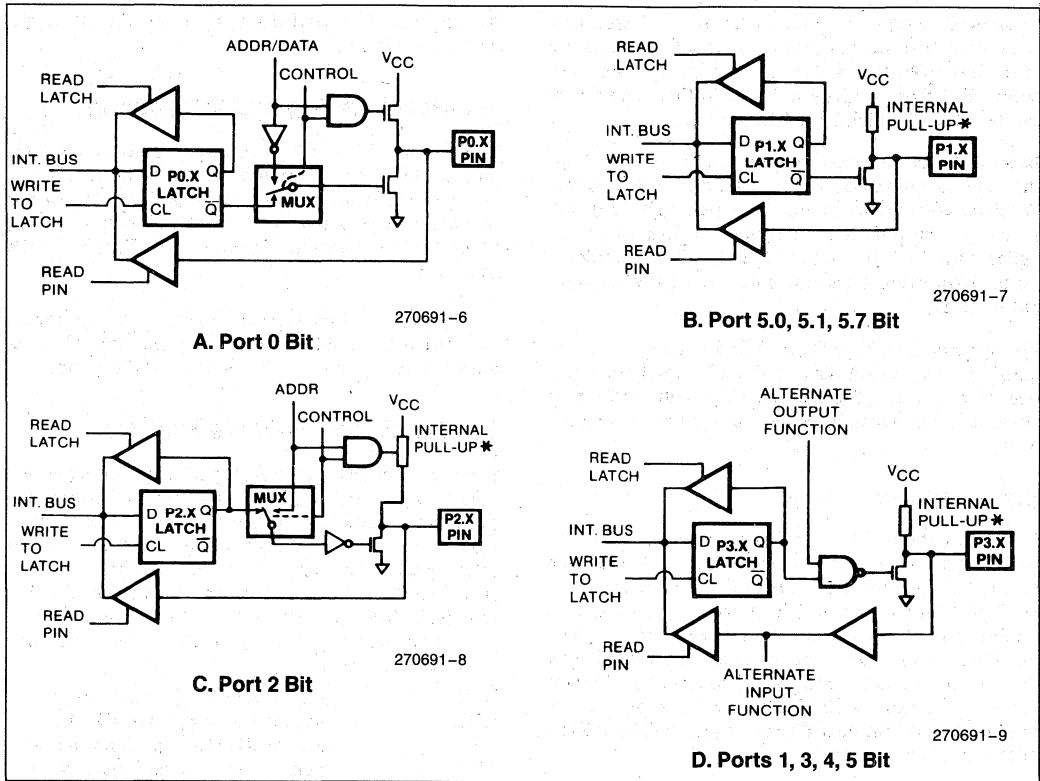 ADDR/DATA
CONTROL
VCC
READ
LATCH
INT. BUS
WRITE
TO
LATCH
D
P0.X
LATCH
Q
CL
Q̅
MUX
P0.X
PIN
READ
PIN
270691-6
A. Port 0 Bit
READ
LATCH
VCC
INTERNAL
PULL-UP*
INT. BUS
WRITE
TO
LATCH
D
P1.X
LATCH
Q
CL
Q̅
P1.X
PIN
READ
PIN
270691-7
B. Port 5.0, 5.1, 5.7 Bit
ADDR
CONTROL
VCC
INTERNAL
PULL-UP*
READ
LATCH
INT. BUS
WRITE
TO
LATCH
D
P2.X
LATCH
Q
CL
Q̅
MUX
P2.X
PIN
READ
PIN
270691-8
C. Port 2 Bit
ALTERNATE
OUTPUT
FUNCTION
READ
LATCH
VCC
INTERNAL
PULL-UP*
INT. BUS
WRITE
TO
LATCH
D
P3.X
LATCH
Q
CL
Q̅
P3.X
PIN
READ
PIN
ALTERNATE
INPUT
FUNCTION
270691-9
D. Ports 1, 3, 4, 5 Bit